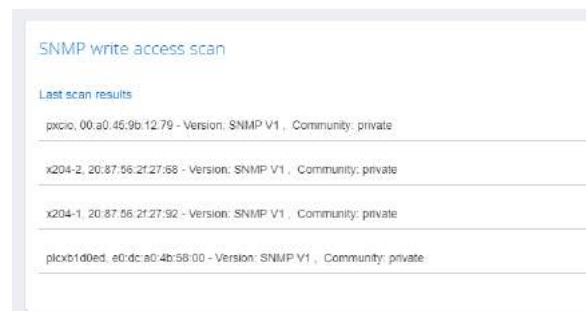 SNMP write access scan
Last scan results
pxcio, 00:a0:45:9b:12:79 - Version: SNMP V1 , Community: private
x204-2, 20:87:56:2f:27:68 - Version: SNMP V1 , Community: private
x204-1, 20:87:56:2f:27:92 - Version: SNMP V1 , Community: private
plcxb1d0ed, e0:dc:a0:4b:58:00 - Version: SNMP V1 , Community: private